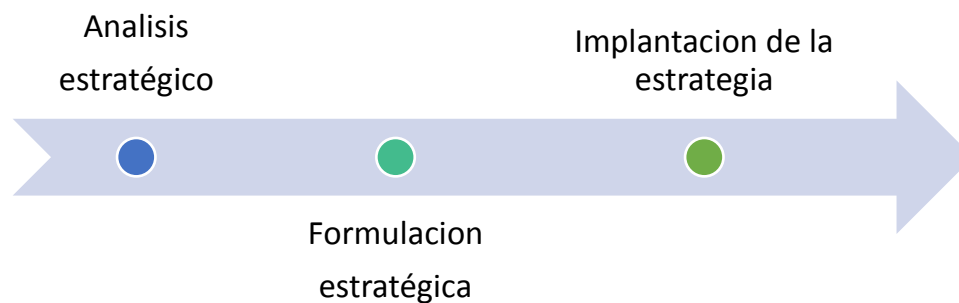 Analisis
estratégico
Formulacion
estratégica
Implantacion de la
estrategia